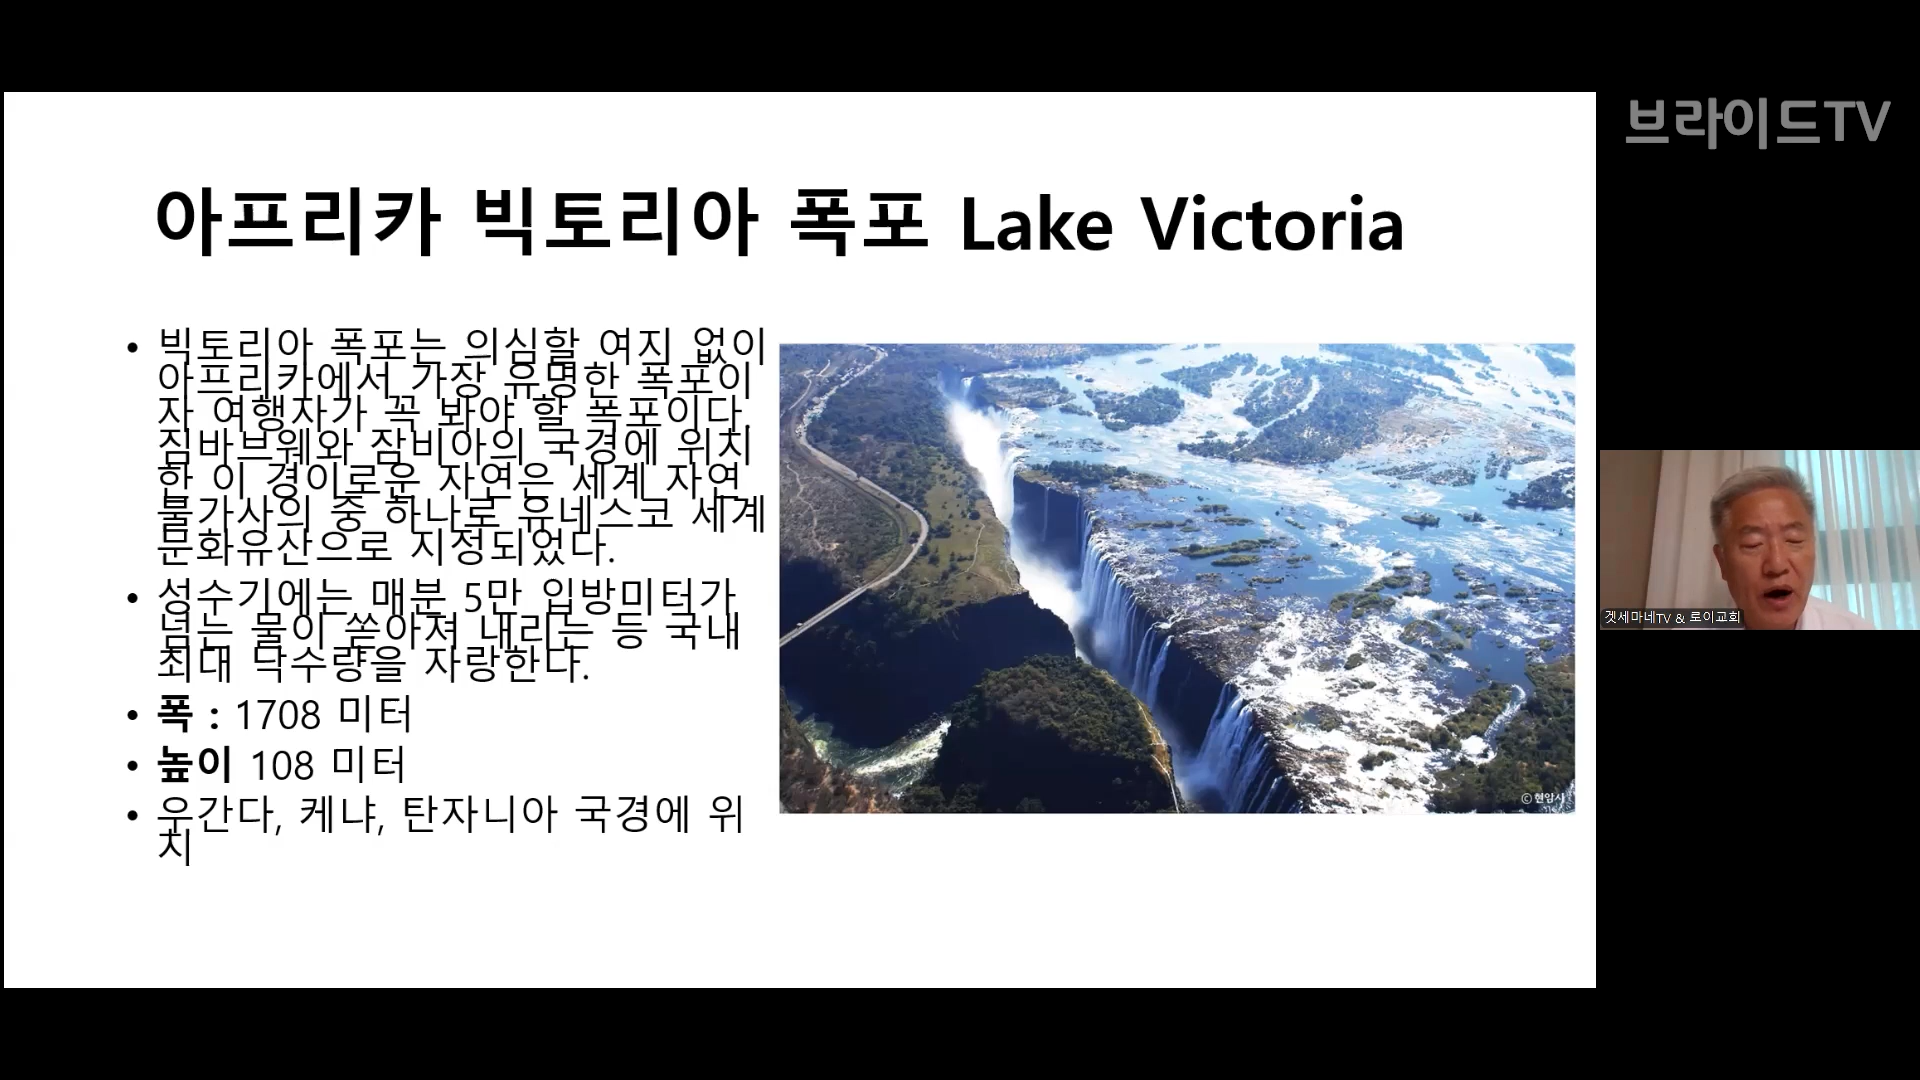 브라이드TV
아프리카 빅토리아 폭포 Lake Victoria
• 빅토리아 폭포는 의심할 여지 없이
아프리카에서 가장 유명한 폭포이
자 여행자가 꼭 봐야 할 폭포이다.
짐바브웨와 잠비아의 국경에 위치
한 이 경이로운 자연은 세계 자연
불가사의 중 하나로 유네스코 세계
문화유산으로 지정되었다.
• 성수기에는 매분 5만 입방미터가
넘는 물이 쏟아져 내리는 등 국내
최대 낙수량을 자랑한다.
• 폭 : 1708 미터
• 높이 108 미터
• 우간다, 케냐, 탄자니아 국경에 위
치
© 현암사
겟세마네TV & 로이교회